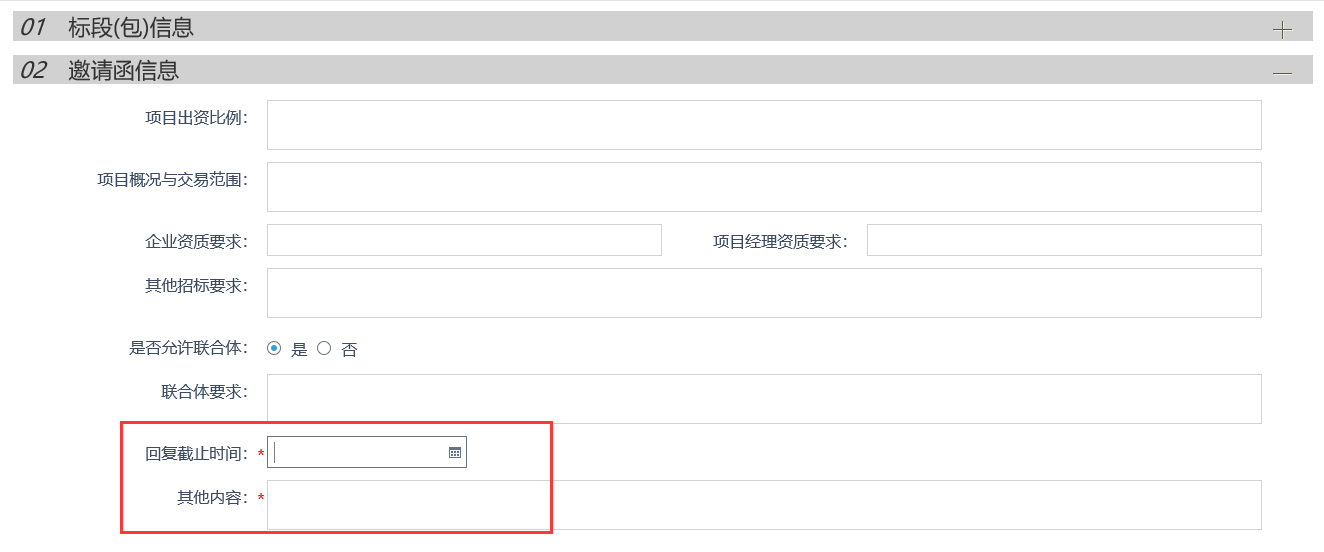 01 标段(包)信息
02 邀请函信息
项目出资比例：
项目概况与交易范围：
企业资质要求： 项目经理资质要求：
其他招标要求：
是否允许联合体： 是 否
联合体要求：
回复截止时间：*
其他内容：*